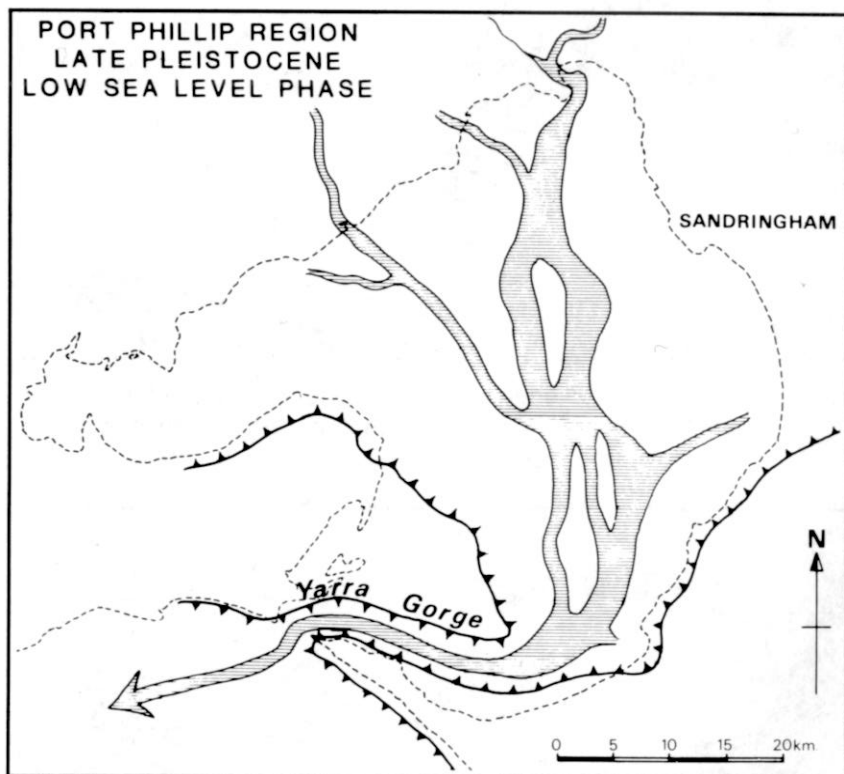 PORT PHILLIP REGION
LATE PLEISTOCENE
LOW SEA LEVEL PHASE
SANDRINGHAM
Yarra Gorge
N
0 5 10 15 20km